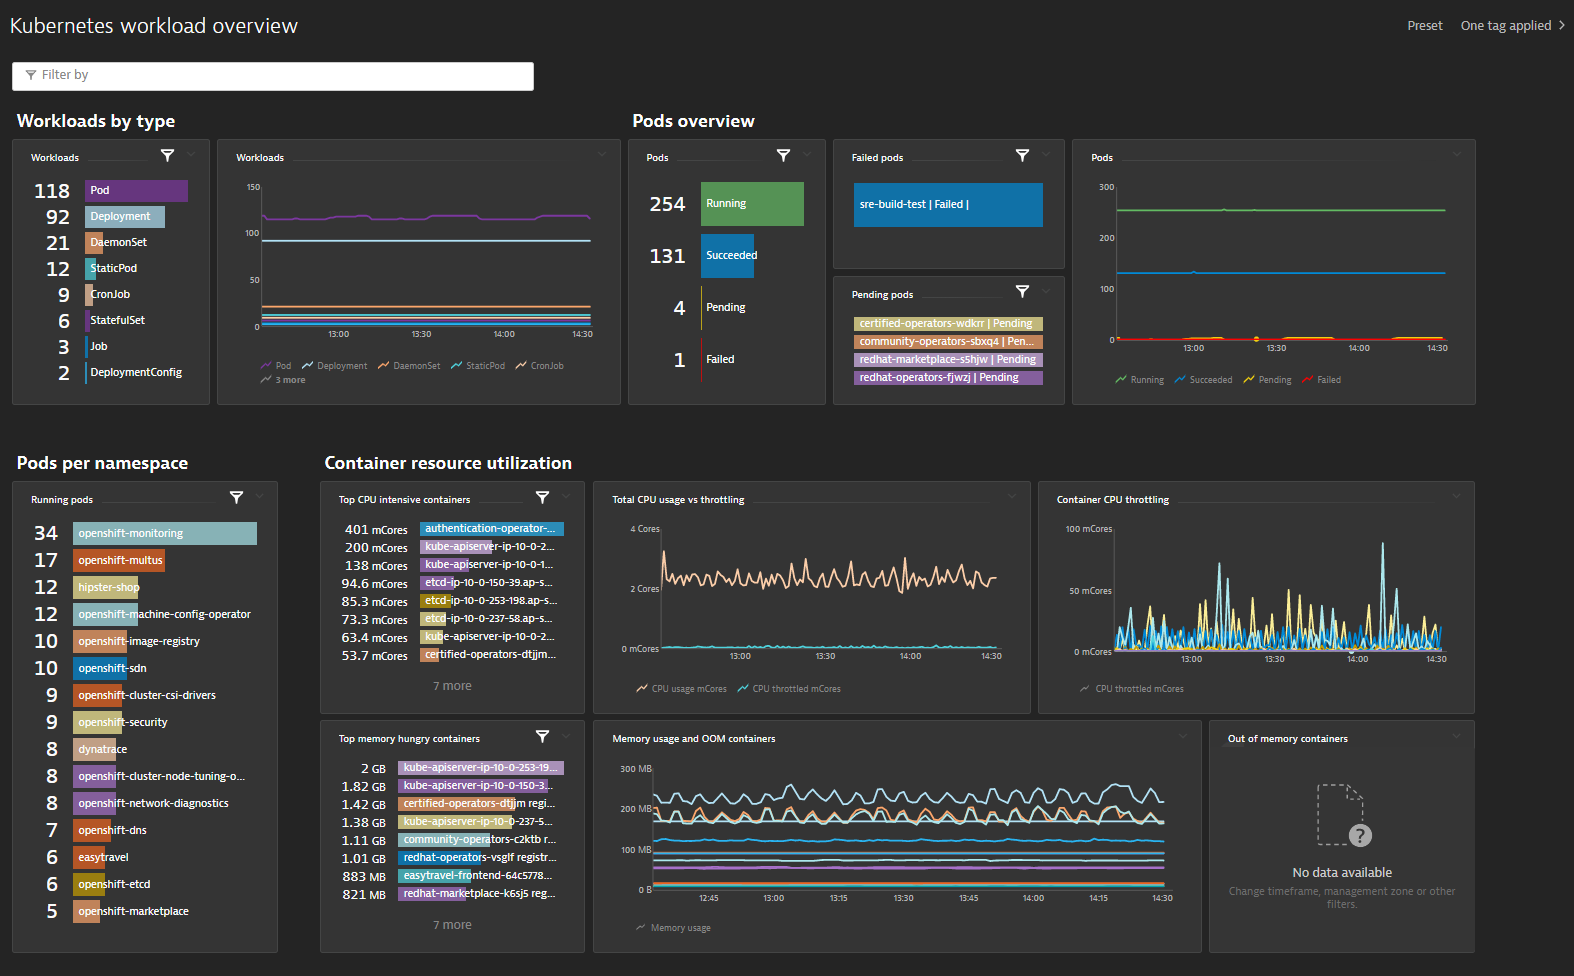 Kubernetes workload overview
Preset
One tag applied
Filter by
Workloads by type
Workloads
118 Pod
92 Deployment
21 DaemonSet
12 StaticPod
9 CronJob
6 StatefulSet
3 Job
2 DeploymentConfig
Workloads
150
100
50
0
13:00 13:30 14:00 14:30
Pod Deployment DaemonSet StaticPod CronJob
3 more
Pods overview
Pods
254 Running
131 Succeeded
4 Pending
1 Failed
Failed pods
sre-build-test | Failed |
Pending pods
certified-operators-wdkrr | Pending
community-operators-sbxq4 | Pen...
redhat-marketplace-s5hjw | Pending
redhat-operators-fjwzj | Pending
Pods
300
200
100
0
13:00 13:30 14:00 14:30
Running Succeeded Pending Failed
Pods per namespace
Running pods
34 openshift-monitoring
17 openshift-multus
12 hipster-shop
12 openshift-machine-config-operator
10 openshift-image-registry
10 openshift-sdn
9 openshift-cluster-csi-drivers
9 openshift-security
8 dynatrace
8 openshift-cluster-node-tuning-o...
8 openshift-network-diagnostics
7 openshift-dns
6 easytravel
6 openshift-etcd
5 openshift-marketplace
Container resource utilization
Top CPU intensive containers
401 mCores authentication-operator-...
200 mCores kube-apiserver-ip-10-0-2...
138 mCores kube-apiserver-ip-10-0-1...
94.6 mCores etcd-ip-10-0-150-39.ap-s...
85.3 mCores etcd-ip-10-0-253-198.ap-s...
73.3 mCores etcd-ip-10-0-237-58.ap-s...
63.4 mCores kube-apiserver-ip-10-0-2...
53.7 mCores certified-operators-dtjjm...
7 more
Total CPU usage vs throttling
4 Cores
2 Cores
0 mCores
13:00 13:30 14:00 14:30
CPU usage mCores CPU throttled mCores
Container CPU throttling
100 mCores
50 mCores
0 mCores
13:00 13:30 14:00 14:30
CPU throttled mCores
Top memory hungry containers
2 GB kube-apiserver-ip-10-0-253-19...
1.82 GB kube-apiserver-ip-10-0-150-3...
1.42 GB certified-operators-dtjjm regi...
1.38 GB kube-apiserver-ip-10-0-237-5...
1.11 GB community-operators-c2ktb r...
1.01 GB redhat-operators-vsglf registr...
883 MB easytravel-frontend-64c5778...
821 MB redhat-marketplace-k6sj5 reg...
7 more
Memory usage and OOM containers
300 MB
200 MB
100 MB
0 B
12:45 13:00 13:15 13:30 13:45 14:00 14:15 14:30
Memory usage
Out of memory containers
?
No data available
Change timeframe, management zone or other
filters.